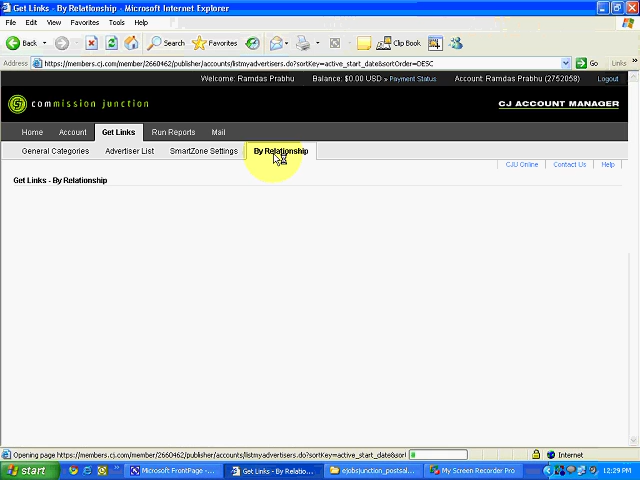 Get Links - By Relationship - Microsoft Internet Explorer
File Edit View Favorites Tools Help
Back Search Favorites Clip Book
Address https://members.cj.com/member/2660462/publisher/accounts/listmyadvertisers.do?sortKey=active_start_date&sortOrder=DESC Go Links »
Welcome: Ramdas Prabhu Balance: $0.00 USD » Payment Status Account: Ramdas Prabhu (2752058) Logout
commission junction CJ ACCOUNT MANAGER
Home Account Get Links Run Reports Mail
General Categories Advertiser List SmartZone Settings By Relationship
CJU Online Contact Us Help
Get Links - By Relationship
Opening page https://members.cj.com/member/2660462/publisher/accounts/listmyadvertisers.do?sortKey=active_start_date&sor Internet
start » Microsoft FrontPage -... Get Links - By Relatio... ejobsjunction_postsal... My Screen Recorder Pro 12:29 PM